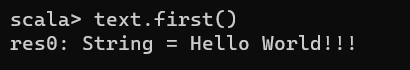 scala> text.first()
res0: String = Hello World!!!